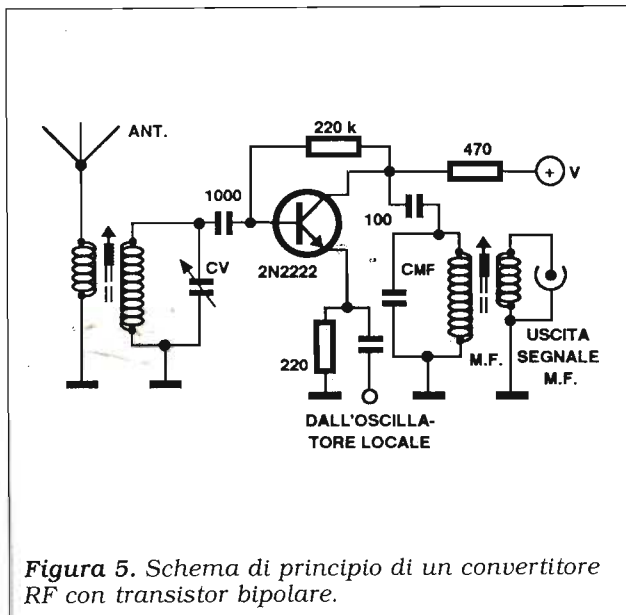 ANT.
220 k
470
+ V
1000
100
CV
2N2222
CMF
220
M.F.
USCITA
SEGNALE
M.F.
DALL'OSCILLA-
TORE LOCALE
Figura 5. Schema di principio di un convertitore
RF con transistor bipolare.